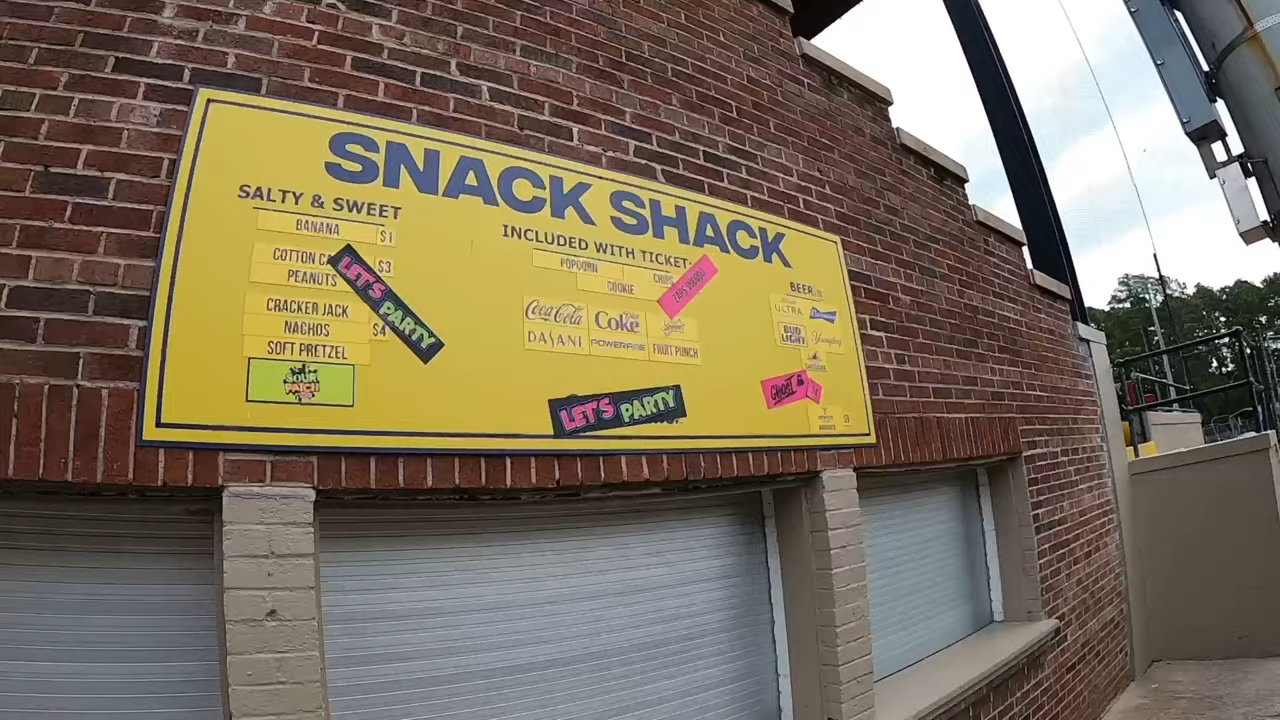 SNACK SHACK
SALTY & SWEET
BANANA $1
COTTON $3
PEANUTS
CRACKER JACK
NACHOS $4
SOFT PRETZEL
SOUR PATCH
LET'S PARTY
INCLUDED WITH TICKET:
POPCORN CHIPS
COOKIE
Coca-Cola Coke
DASANI POWERADE FRUIT PUNCH
LET'S PARTY
BEER
ULTRA
BUD LIGHT Yuengling
GHOST
$9